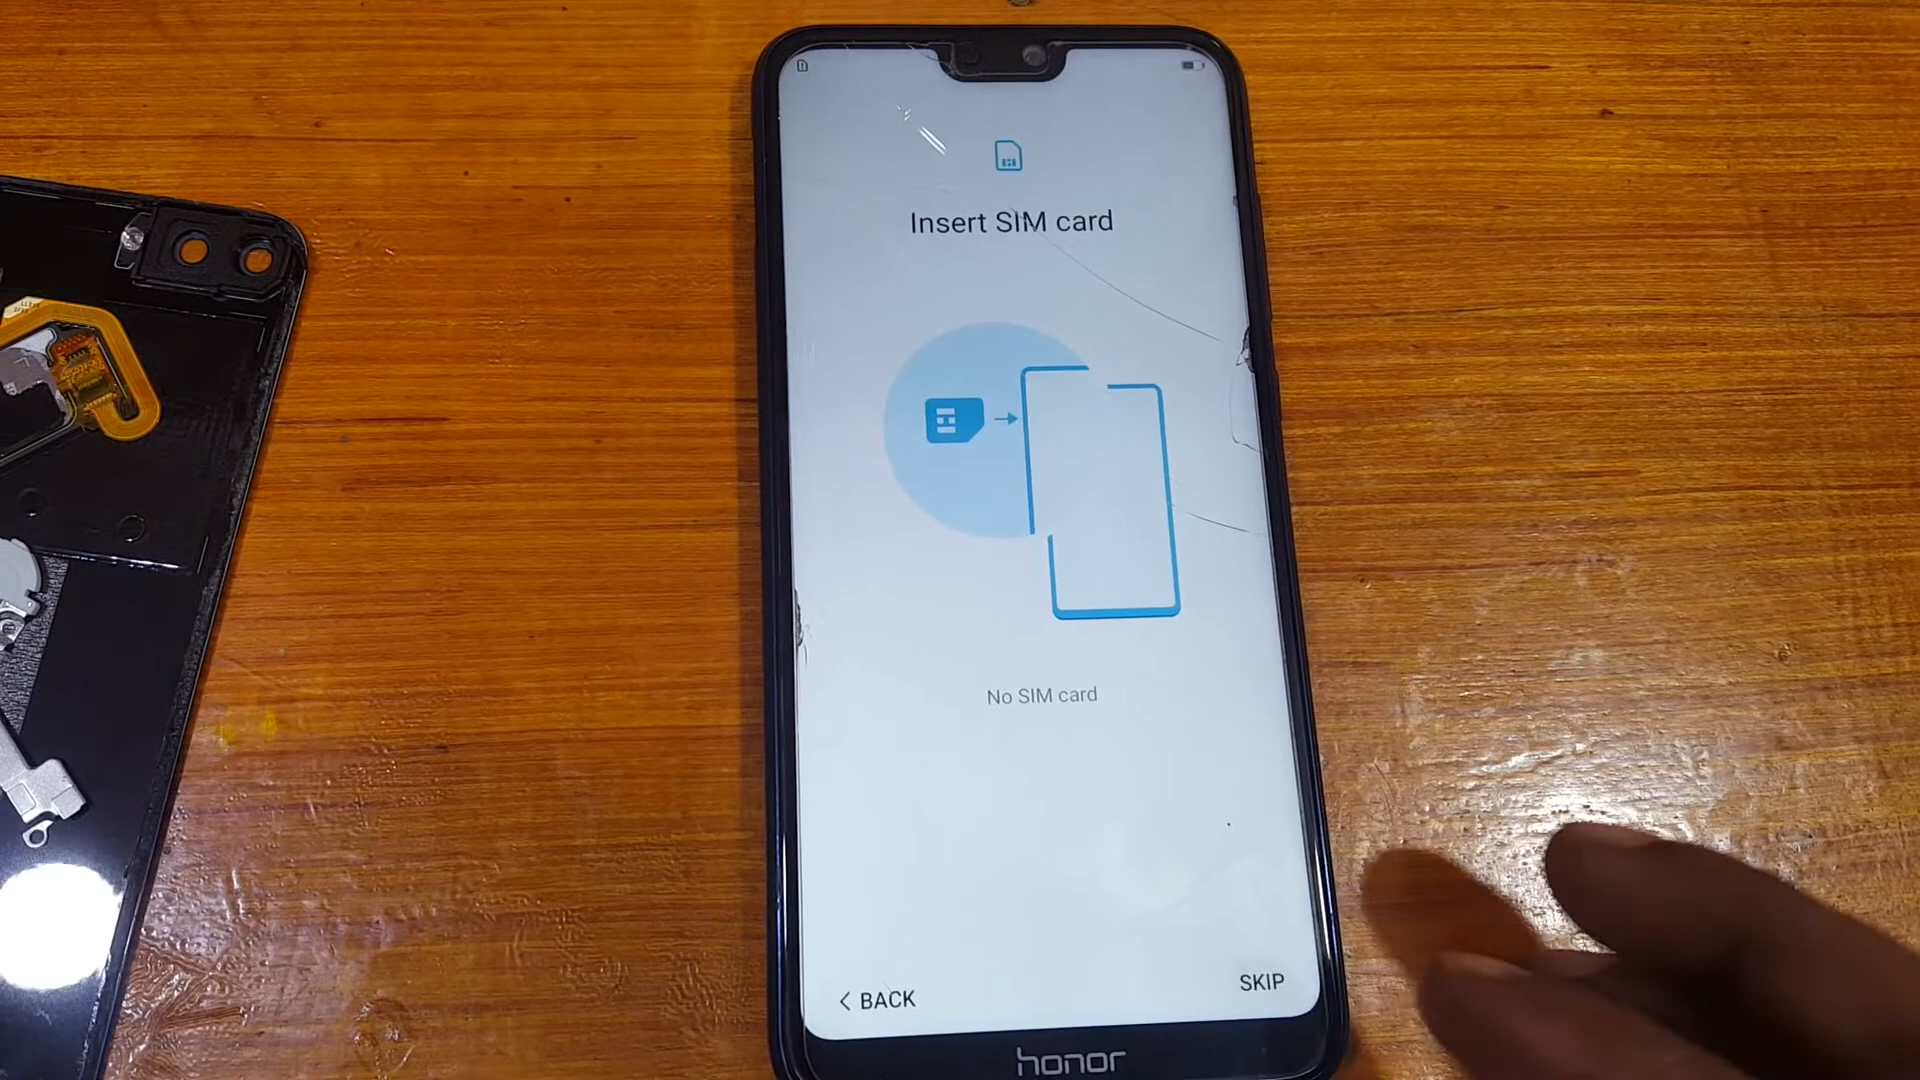 Insert SIM card
No SIM card
< BACK
SKIP
honor